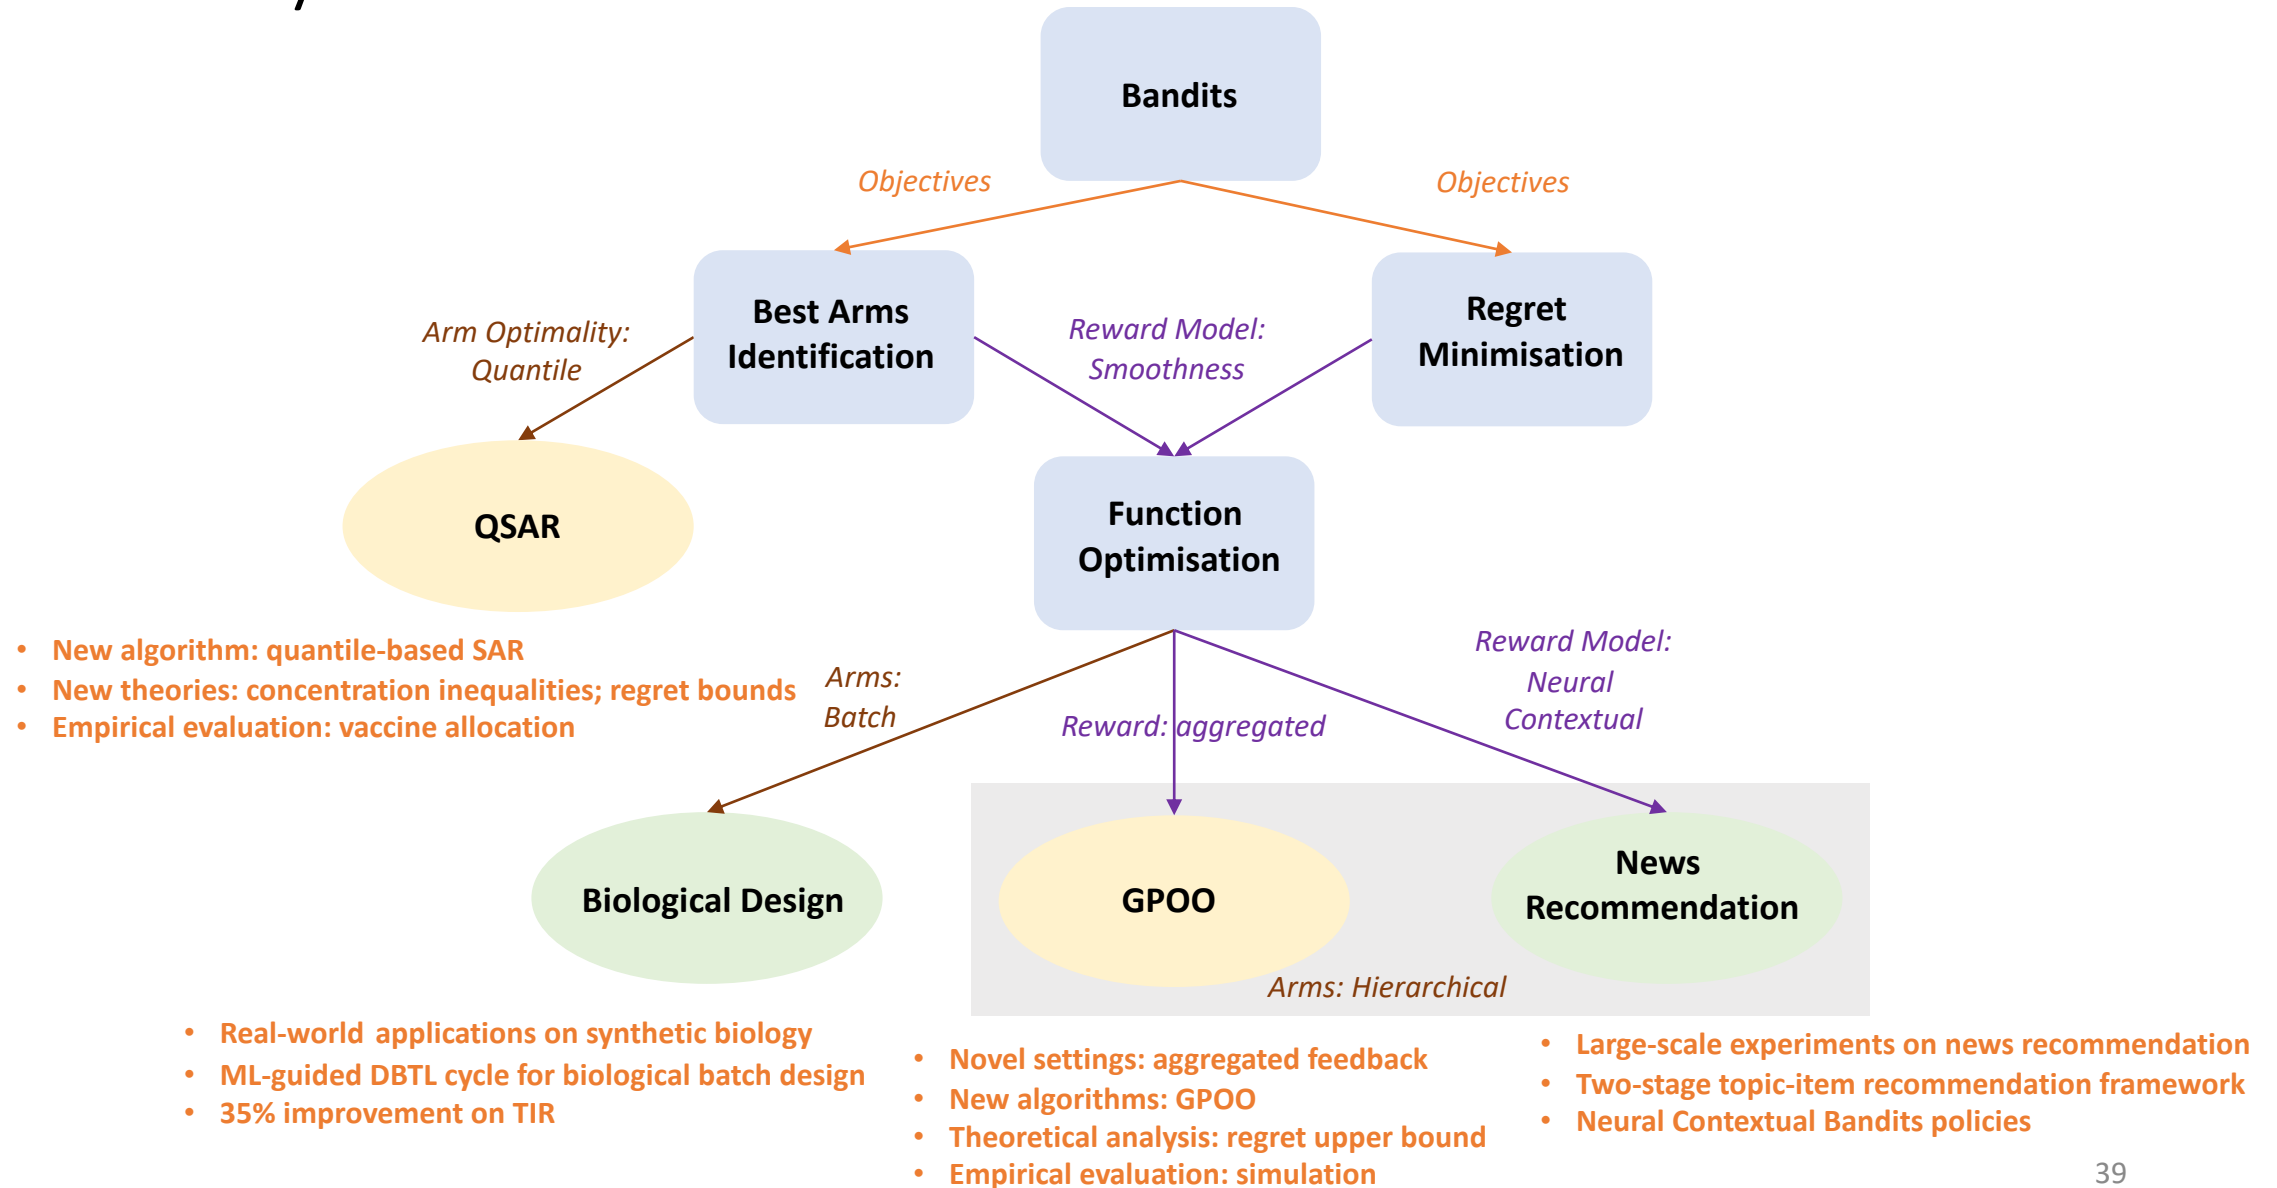 Bandits
Objectives
Objectives
Best Arms
Identification
Regret
Minimisation
Arm Optimality:
Quantile
Reward Model:
Smoothness
QSAR
Function
Optimisation
• New algorithm: quantile-based SAR
• New theories: concentration inequalities; regret bounds
• Empirical evaluation: vaccine allocation
Arms:
Batch
Reward: aggregated
Reward Model:
Neural
Contextual
Biological Design
GPOO
News
Recommendation
Arms: Hierarchical
• Real-world applications on synthetic biology
• ML-guided DBTL cycle for biological batch design
• 35% improvement on TIR
• Novel settings: aggregated feedback
• New algorithms: GPOO
• Theoretical analysis: regret upper bound
• Empirical evaluation: simulation
• Large-scale experiments on news recommendation
• Two-stage topic-item recommendation framework
• Neural Contextual Bandits policies
39